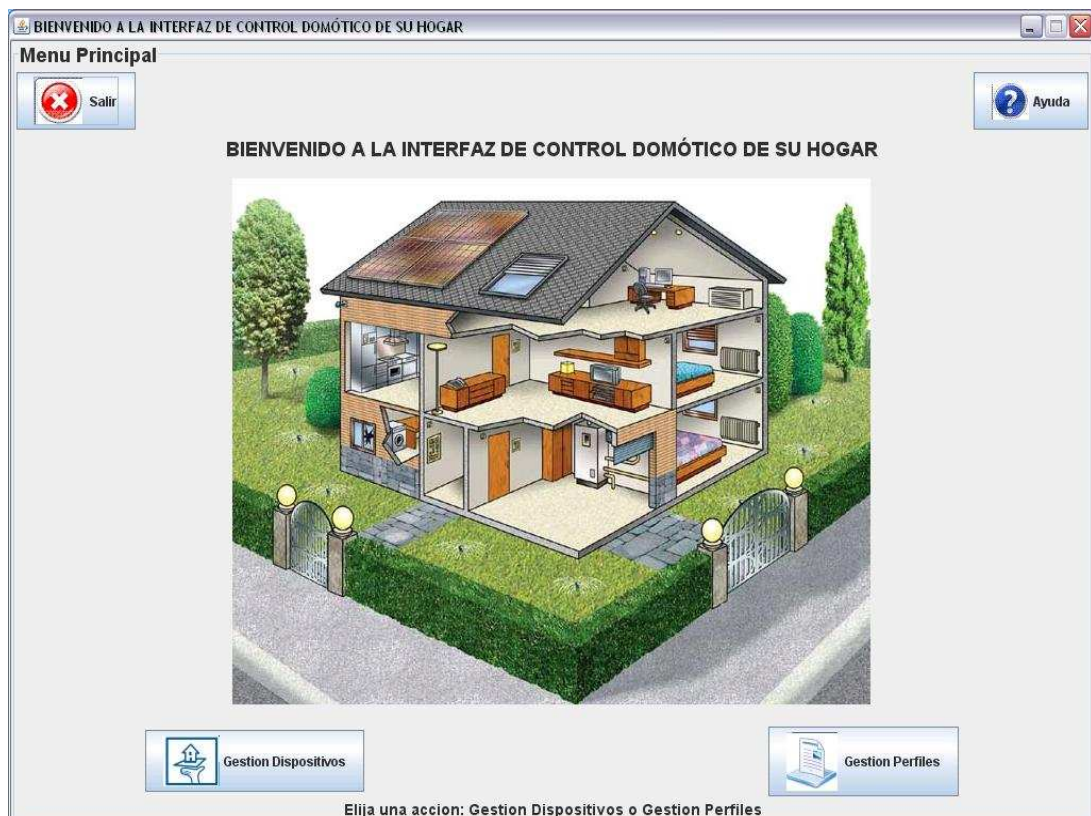 BIENVENIDO A LA INTERFAZ DE CONTROL DOMÓTICO DE SU HOGAR
Menu Principal
Salir
Ayuda
BIENVENIDO A LA INTERFAZ DE CONTROL DOMÓTICO DE SU HOGAR
Gestion Dispositivos
Gestion Perfiles
Elija una accion: Gestion Dispositivos o Gestion Perfiles